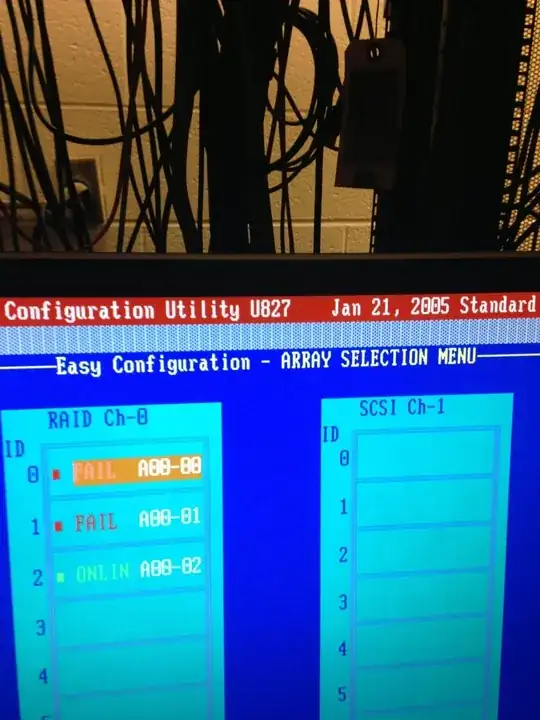 Configuration Utility U827 Jan 21, 2005 Standard
Easy Configuration - ARRAY SELECTION MENU
RAID Ch-0 SCSI Ch-1
ID ID
0 FAIL A00-00 0
1 FAIL A00-01 1
2 ONLIN A00-02 2
3 3
4 4
5